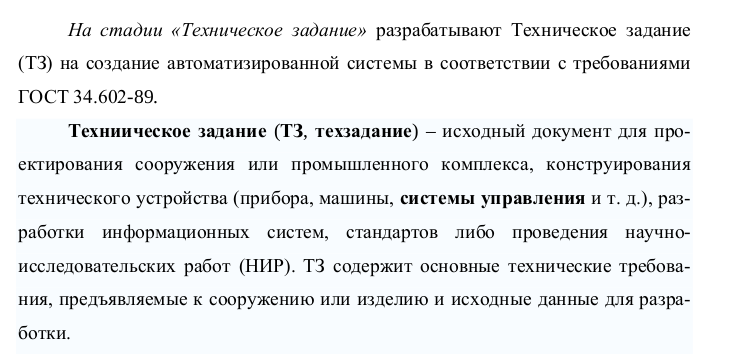 На стадии «Техническое задание» разрабатывают Техническое задание
(ТЗ) на создание автоматизированной системы в соответствии с требованиями
ГОСТ 34.602-89.
Техниическое задание (ТЗ, техзадание) – исходный документ для про-
ектирования сооружения или промышленного комплекса, конструирования
технического устройства (прибора, машины, системы управления и т. д.), раз-
работки информационных систем, стандартов либо проведения научно-
исследовательских работ (НИР). ТЗ содержит основные технические требова-
ния, предъявляемые к сооружению или изделию и исходные данные для разра-
ботки.